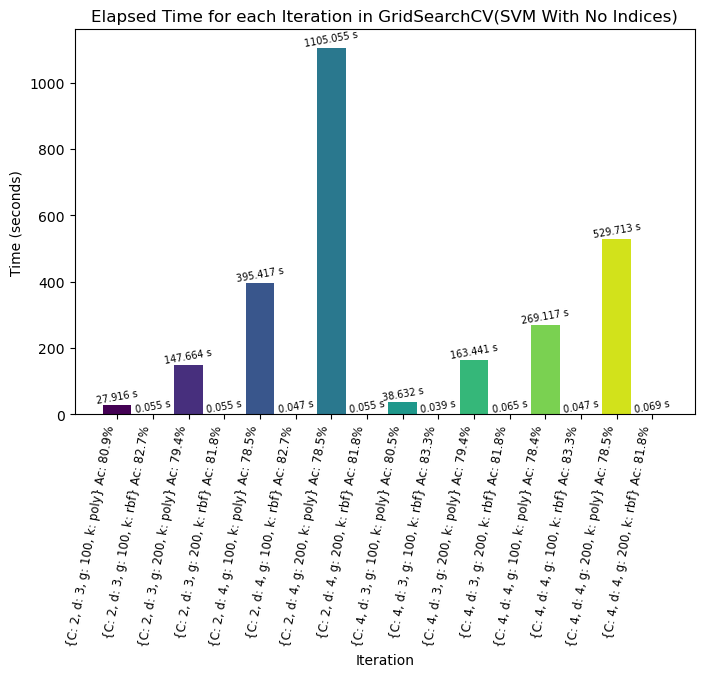 Elapsed Time for each Iteration in GridSearchCV(SVM With No Indices)
Time (seconds)
1000
800
600
400
200
0
27.916 s
0.055 s
147.664 s
0.055 s
395.417 s
0.047 s
1105.055 s
0.055 s
38.632 s
0.039 s
163.441 s
0.065 s
269.117 s
0.047 s
529.713 s
0.069 s
{C: 2, d: 3, g: 100, k: poly} Ac: 80.9%
{C: 2, d: 3, g: 100, k: rbf} Ac: 82.7%
{C: 2, d: 3, g: 200, k: poly} Ac: 79.4%
{C: 2, d: 3, g: 200, k: rbf} Ac: 81.8%
{C: 2, d: 4, g: 100, k: poly} Ac: 78.5%
{C: 2, d: 4, g: 100, k: rbf} Ac: 82.7%
{C: 2, d: 4, g: 200, k: poly} Ac: 78.5%
{C: 2, d: 4, g: 200, k: rbf} Ac: 81.8%
{C: 4, d: 3, g: 100, k: poly} Ac: 80.5%
{C: 4, d: 3, g: 100, k: rbf} Ac: 83.3%
{C: 4, d: 3, g: 200, k: poly} Ac: 79.4%
{C: 4, d: 3, g: 200, k: rbf} Ac: 81.8%
{C: 4, d: 4, g: 100, k: poly} Ac: 78.4%
{C: 4, d: 4, g: 100, k: rbf} Ac: 83.3%
{C: 4, d: 4, g: 200, k: poly} Ac: 78.5%
{C: 4, d: 4, g: 200, k: rbf} Ac: 81.8%
Iteration